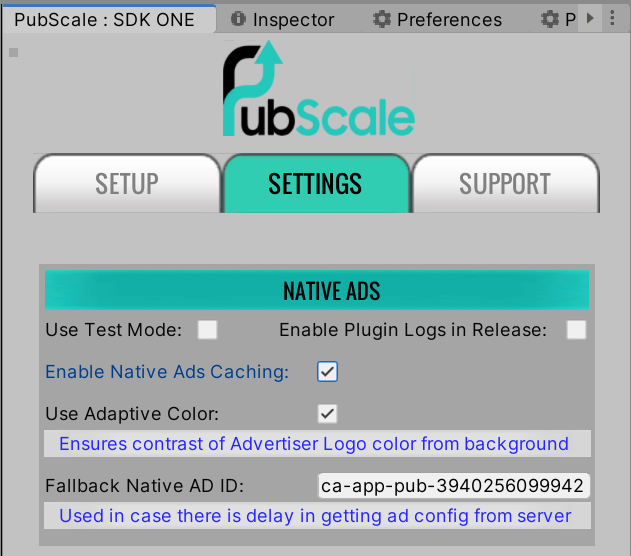 PubScale : SDK ONE Inspector Preferences P
PubScale
SETUP SETTINGS SUPPORT
NATIVE ADS
Use Test Mode: Enable Plugin Logs in Release:
Enable Native Ads Caching:
Use Adaptive Color:
Ensures contrast of Advertiser Logo color from background
Fallback Native AD ID: ca-app-pub-3940256099942
Used in case there is delay in getting ad config from server